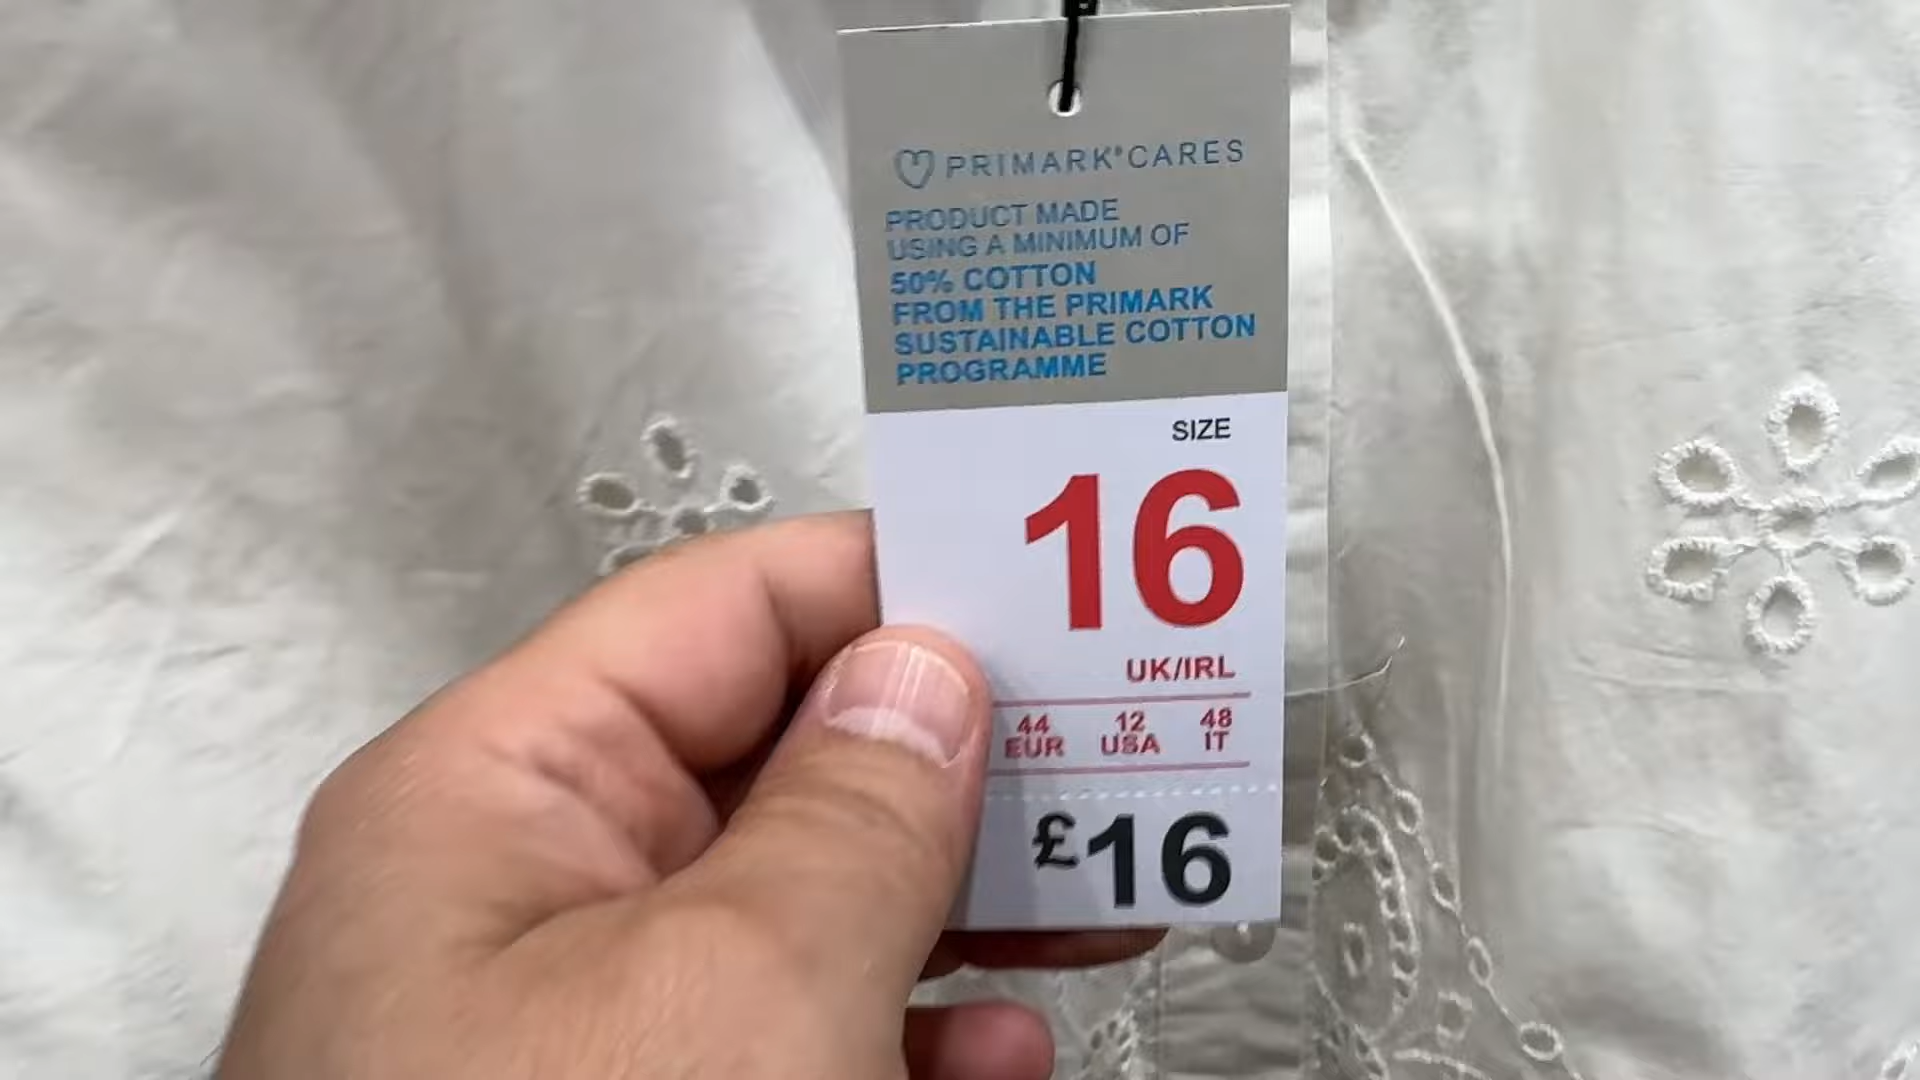 PRIMARK®CARES
PRODUCT MADE
USING A MINIMUM OF
50% COTTON
FROM THE PRIMARK
SUSTAINABLE COTTON
PROGRAMME
SIZE
16
UK/IRL
44 12 48
EUR USA IT
£16